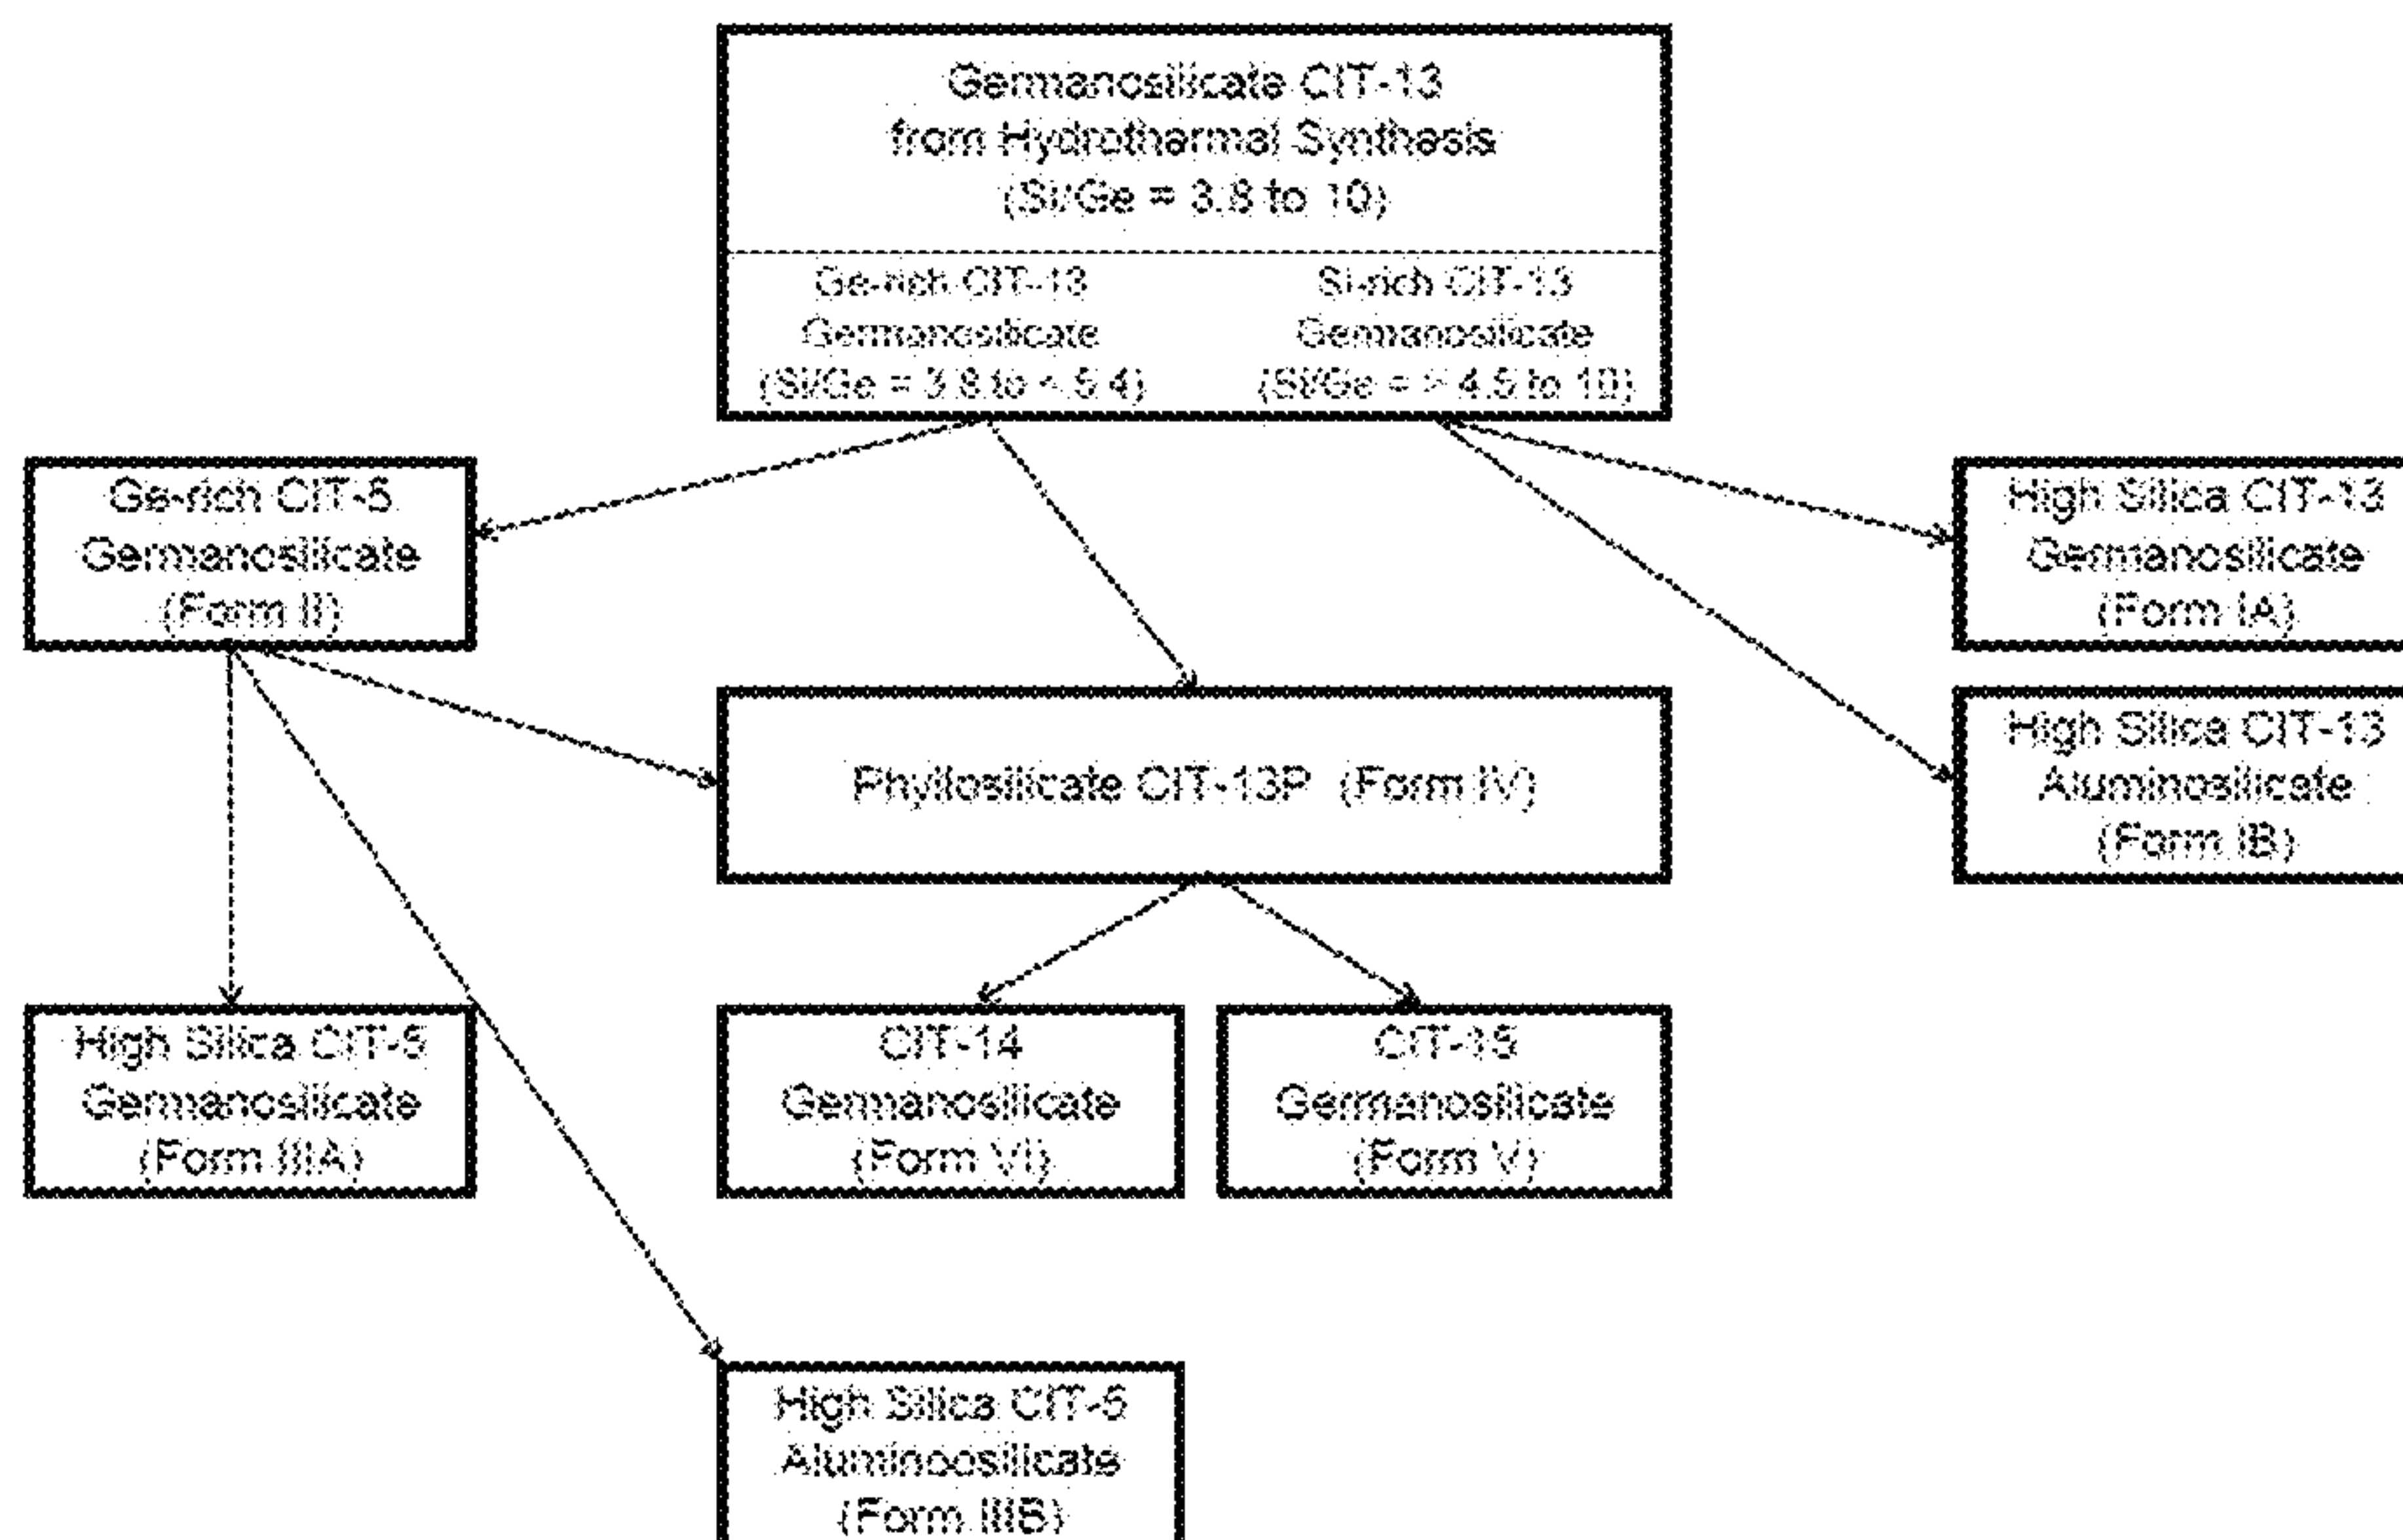 Germanosilicate CIT-13
from Hydrothermal Synthesis
(Si/Ge = 3.8 to 10)
Ge-rich CIT-13
Germanosilicate
(Si/Ge = 3.8 to < 5.4)
Si-rich CIT-13
Germanosilicate
(Si/Ge = > 4.5 to 10)
Ge-rich CIT-5
Germanosilicate
(Form II)
High Silica CIT-13
Germanosilicate
(Form IA)
Phyllosilicate CIT-13P (Form IV)
High Silica CIT-13
Aluminosilicate
(Form IB)
High Silica CIT-5
Germanosilicate
(Form IIIA)
CIT-14
Germanosilicate
(Form VI)
CIT-15
Germanosilicate
(Form V)
High Silica CIT-5
Aluminoosilicate
(Form IIIB)